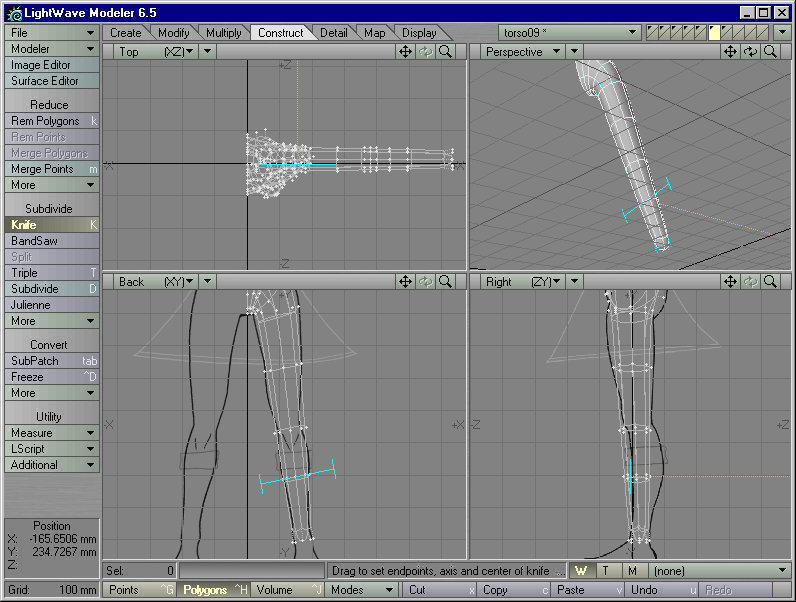 LightWave Modeler 6.5
File Create Modify Multiply Construct Detail Map Display torso09 *
Modeler
Top (XZ) Perspective
Image Editor
Surface Editor
Reduce
Rem Polygons k
Rem Points
Merge Polygons
Merge Points m
More
Subdivide
Knife K
BandSaw
Split
Triple T
Subdivide D
Julienne
More
Convert
SubPatch tab
Freeze ^D
More
Utility
Measure
LScript
Additional
+Z
-X +X
-Z
Back (XY) Right (ZY)
-X +X -Z +Z
-Y
Position
X: -165.6506 mm
Y: 234.7267 mm
Z:
Grid: 100 mm
Sel: 0 Drag to set endpoints, axis and center of knife ... W T M (none)
Points ^G Polygons ^H Volume ^J Modes Cut x Copy c Paste v Undo u Redo